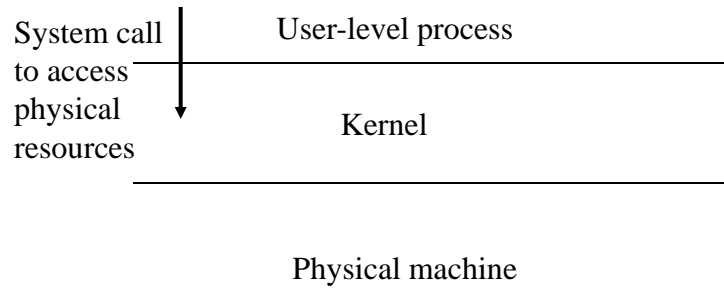 System call
to access
physical
resources
User-level process
Kernel
Physical machine